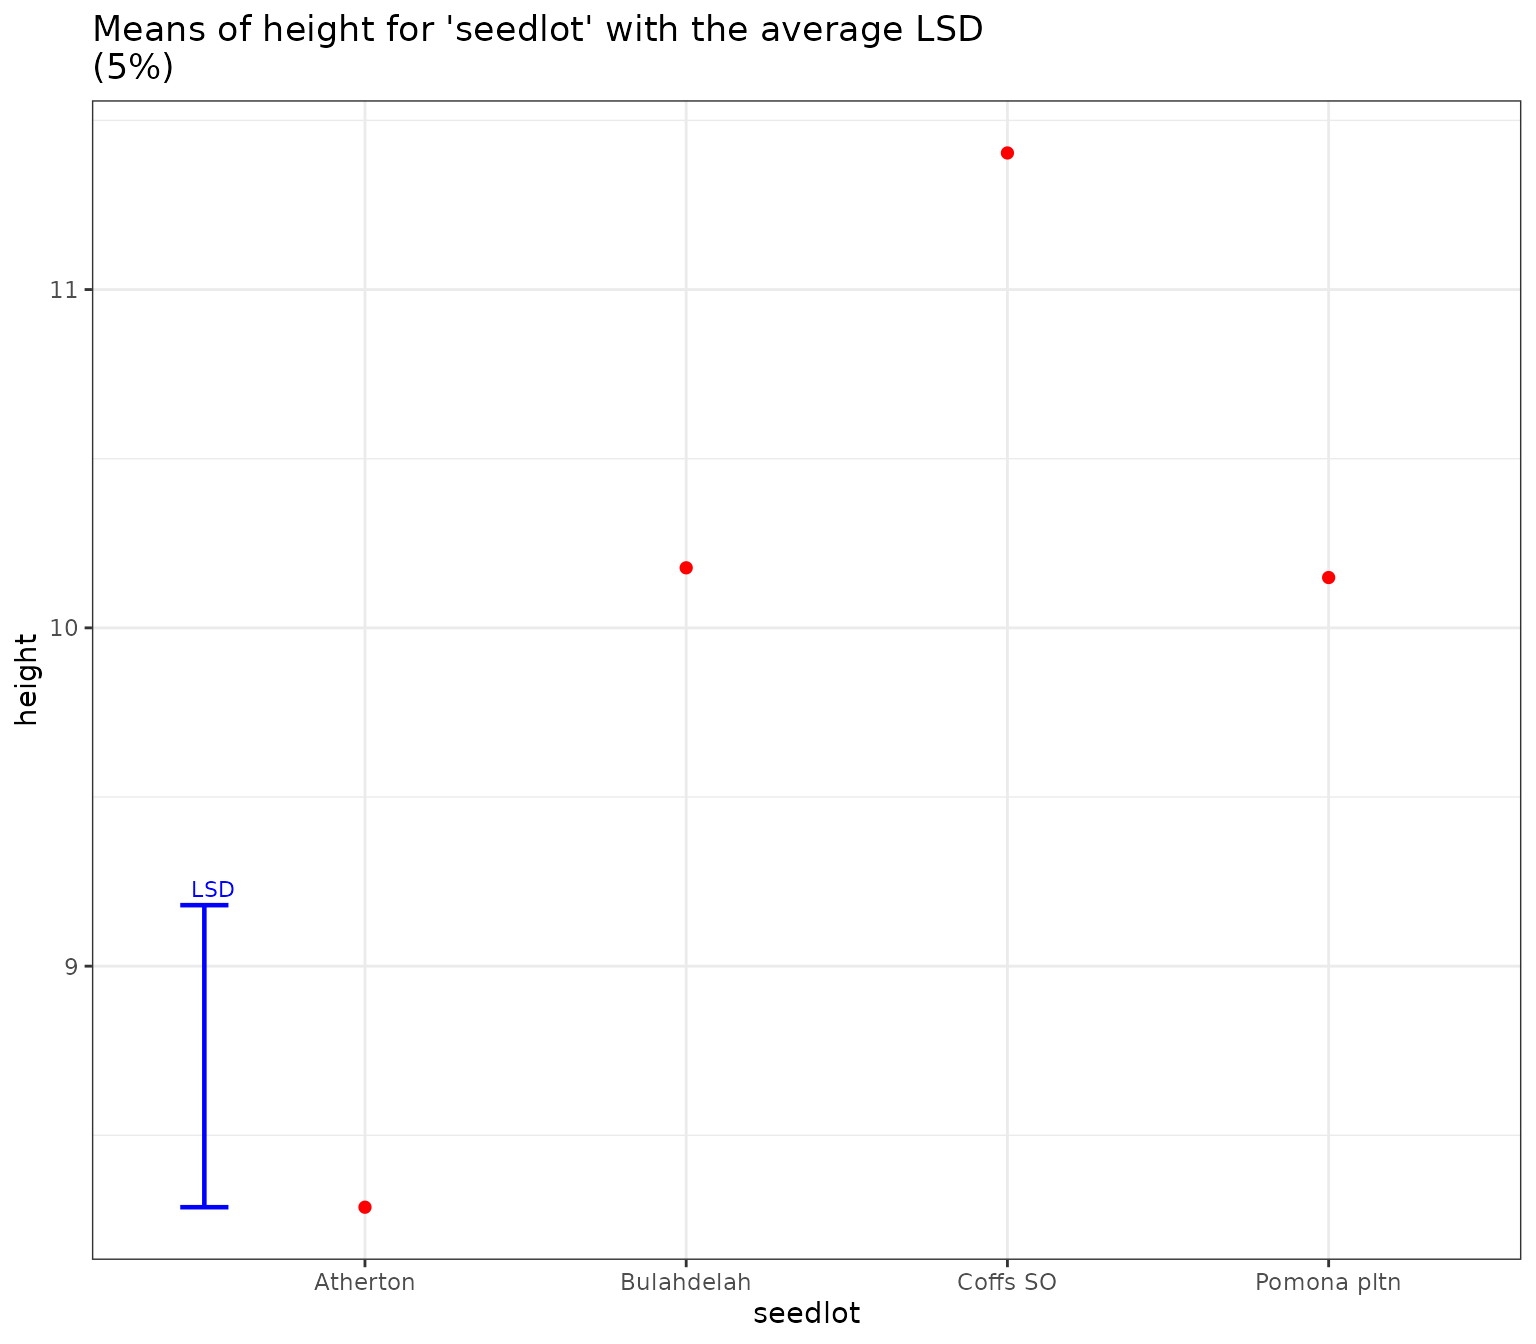 Means of height for 'seedlot' with the average LSD
(5%)
11
10
9
height
LSD
Atherton
Bulahdelah
Coffs SO
Pomona pltn
seedlot